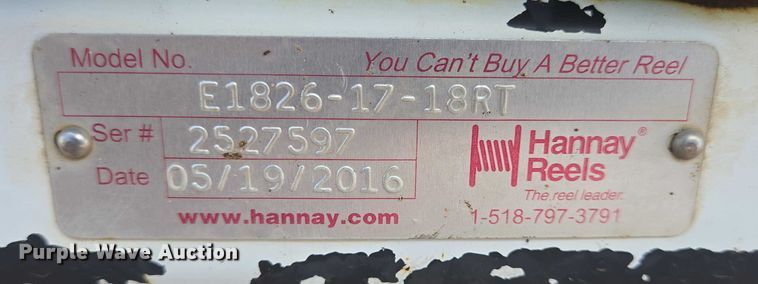 Model No. You Can't Buy A Better Reel
E1826-17-18RT
Ser # 2527597
Hannay®
Reels
Date 05/19/2016
The reel leader.
www.hannay.com 1-518-797-3791
Purple Wave Auction